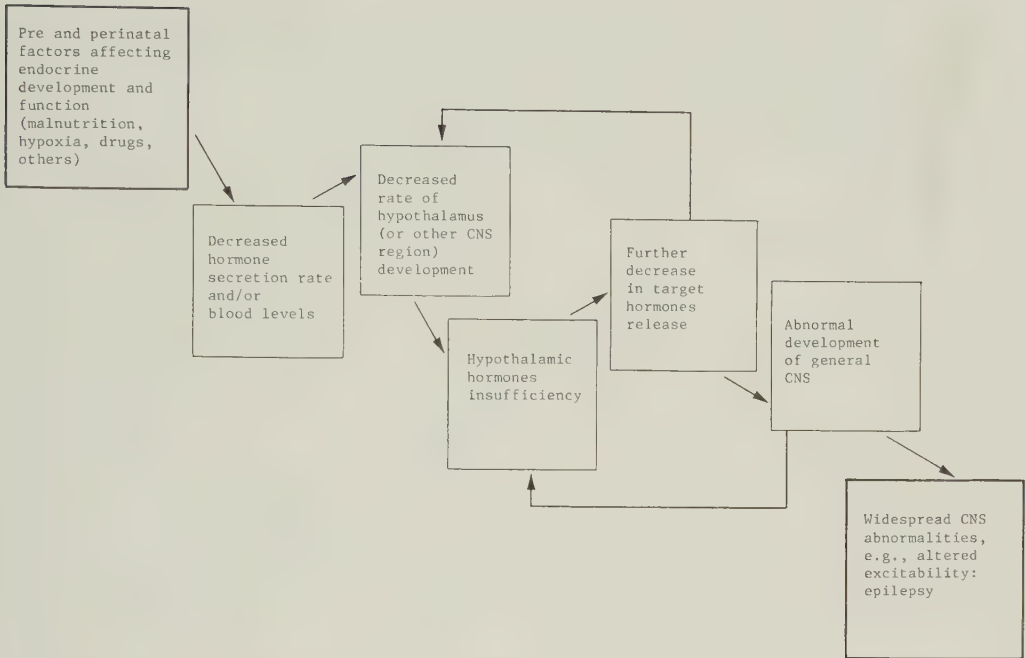 Pre and perinatal
factors affecting
endocrine
development and
function
(malnutrition,
hypoxia, drugs,
others)
Decreased
hormone
secretion rate
and/or
blood levels
Decreased
rate of
hypothalamus
(or other CNS
region)
development
Hypothalamic
hormones
insufficiency
Further
decrease
in target
hormones
release
Abnormal
development
of general
CNS
Widespread CNS
abnormalities,
e.g., altered
excitability:
epilepsy